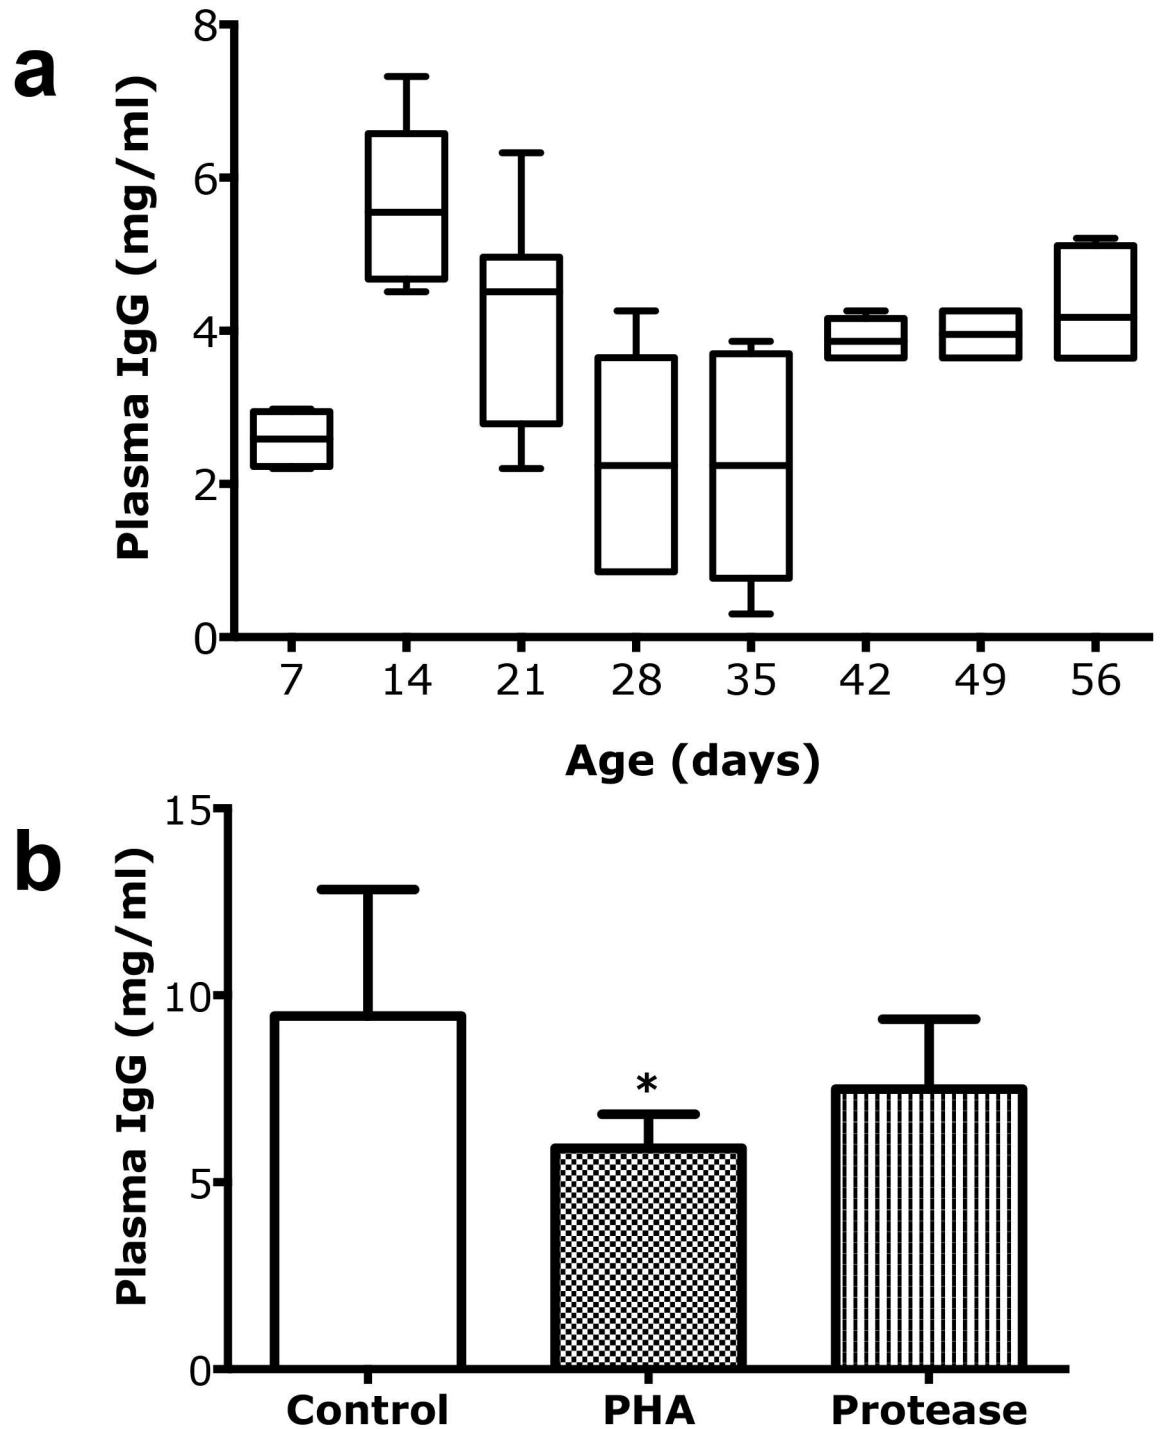 a
Plasma IgG (mg/ml)
8
6
4
2
0
7 14 21 28 35 42 49 56
Age (days)
b
Plasma IgG (mg/ml)
15
10
5
0
*
Control PHA Protease